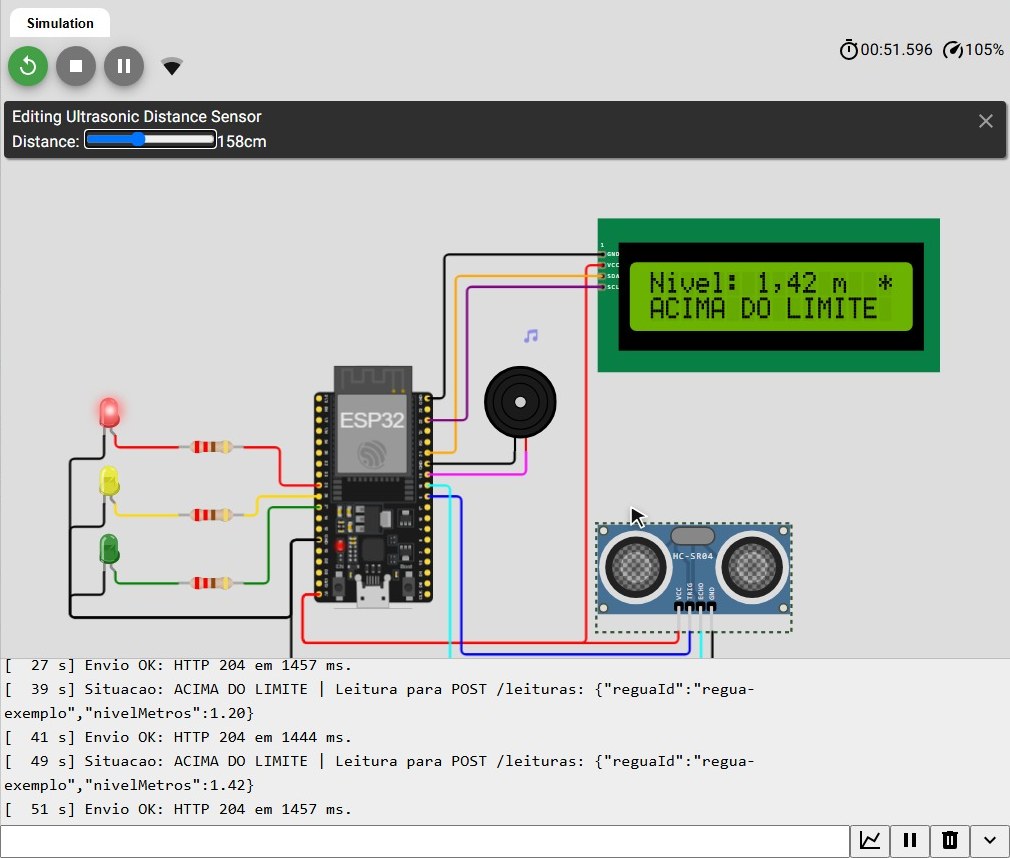 Simulation
00:51.596 105%
Editing Ultrasonic Distance Sensor
Distance: 158cm
1
GND
VCC
SDA
SCL
Nivel: 1,42 m *
ACIMA DO LIMITE
ESP32
HC-SR04
VCC
TRIG
ECHO
GND
[  27 s] Envio OK: HTTP 204 em 1457 ms.
[  39 s] Situacao: ACIMA DO LIMITE | Leitura para POST /leituras: {"reguaId":"regua-
exemplo","nivelMetros":1.20}
[  41 s] Envio OK: HTTP 204 em 1444 ms.
[  49 s] Situacao: ACIMA DO LIMITE | Leitura para POST /leituras: {"reguaId":"regua-
exemplo","nivelMetros":1.42}
[  51 s] Envio OK: HTTP 204 em 1457 ms.